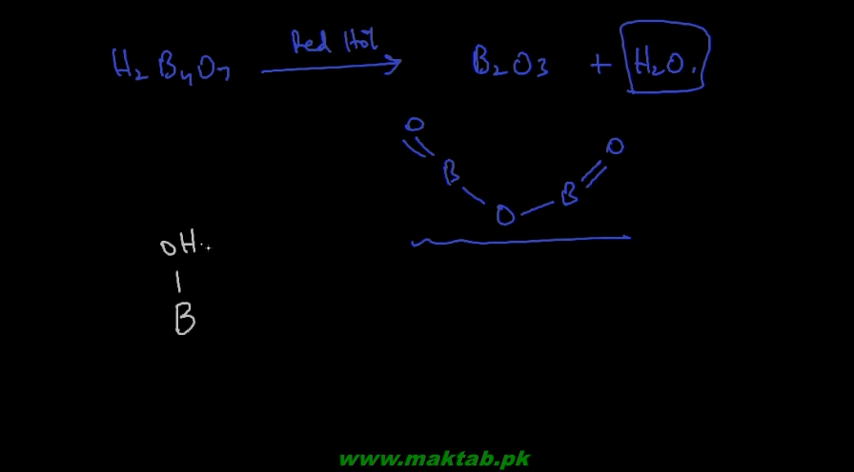 H₂B₄O₇ Red Hot → B₂O₃ + H₂O.
O O
B B
O
OH
B
www.maktab.pk